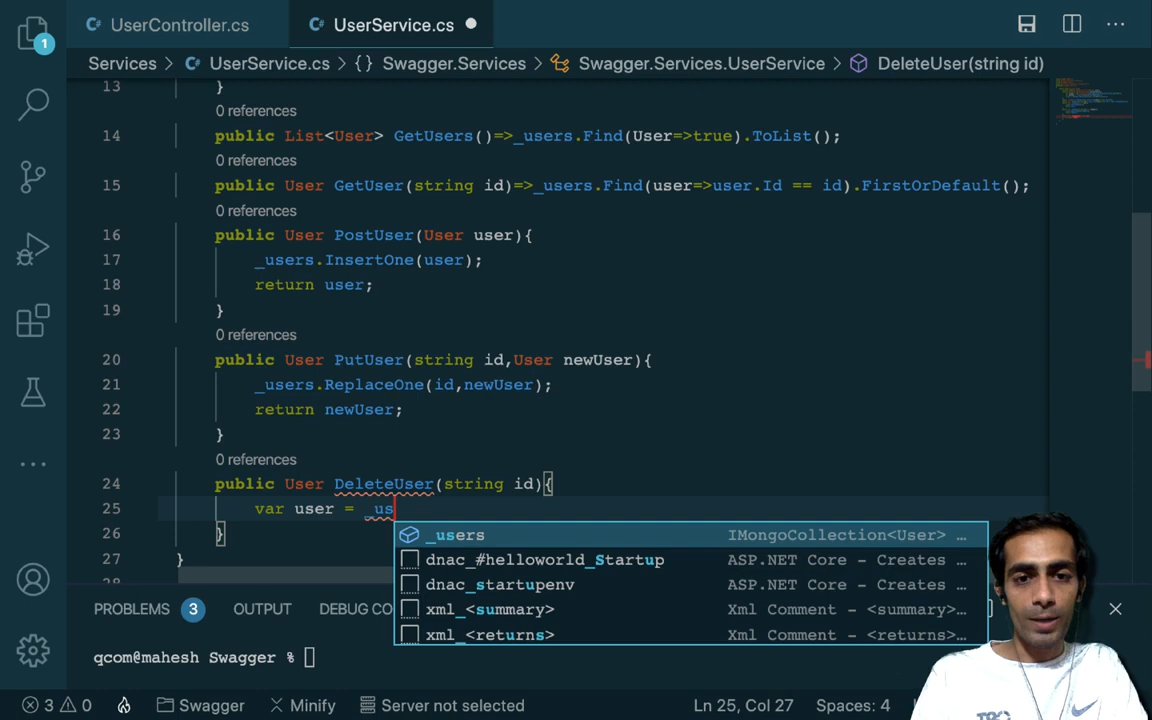 1
UserController.cs
UserService.cs
Services > UserService.cs > {} Swagger.Services > Swagger.Services.UserService > DeleteUser(string id)
13 }
0 references
14 public List<User> GetUsers()=>_users.Find(User=>true).ToList();
0 references
15 public User GetUser(string id)=>_users.Find(user=>user.Id == id).FirstOrDefault();
0 references
16 public User PostUser(User user){
17 _users.InsertOne(user);
18 return user;
19 }
0 references
20 public User PutUser(string id,User newUser){
21 _users.ReplaceOne(id,newUser);
22 return newUser;
23 }
0 references
24 public User DeleteUser(string id){
25 var user = _us
26 }
27 }
28
_users IMongoCollection<User> …
dnac_#helloworld_Startup ASP.NET Core - Creates …
dnac_startupenv ASP.NET Core - Creates …
xml_<summary> Xml Comment - <summary>…
xml_<returns> Xml Comment - <returns>…
PROBLEMS 3 OUTPUT DEBUG CO
qcom@mahesh Swagger %
3 0 Swagger Minify Server not selected Ln 25, Col 27 Spaces: 4